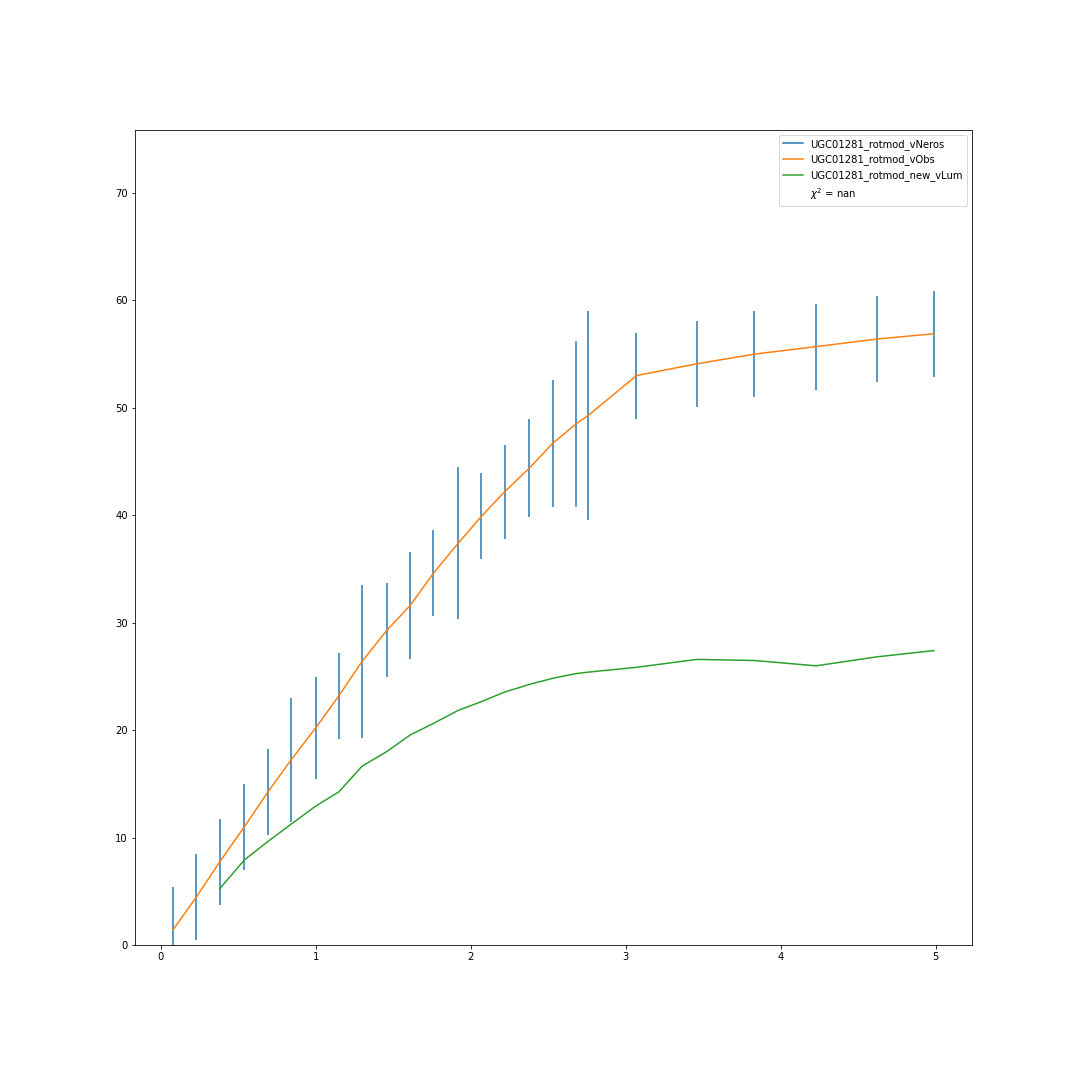 UGC01281_rotmod_vNeros
UGC01281_rotmod_vObs
UGC01281_rotmod_new_vLum
χ² = nan
70
60
50
40
30
20
10
0
0 1 2 3 4 5